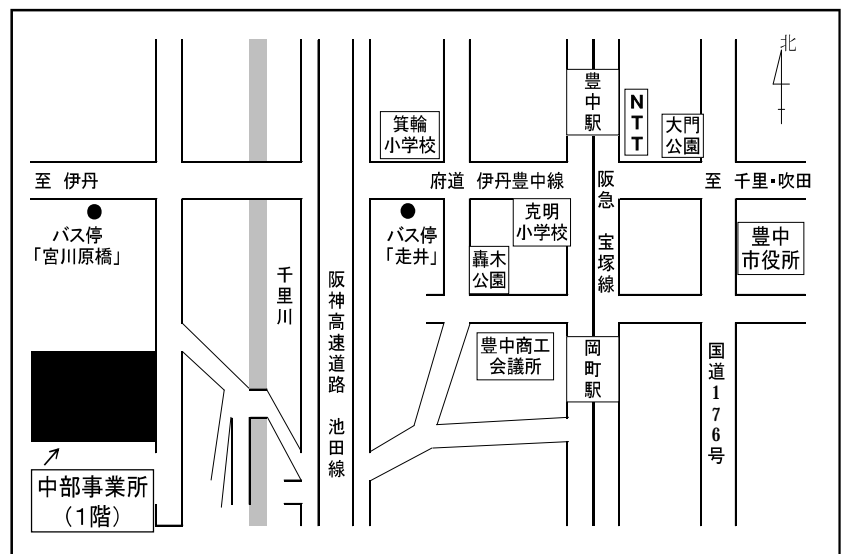 北
豊中駅
NTT
大門
公園
箕輪
小学校
至 伊丹
府道 伊丹豊中線
阪急 宝塚線
至 千里・吹田
バス停
「宮川原橋」
バス停
「走井」
克明
小学校
豊中
市役所
轟木
公園
千里川
阪神高速道路 池田線
豊中商工
会議所
岡町駅
国道176号
中部事業所
(1階)